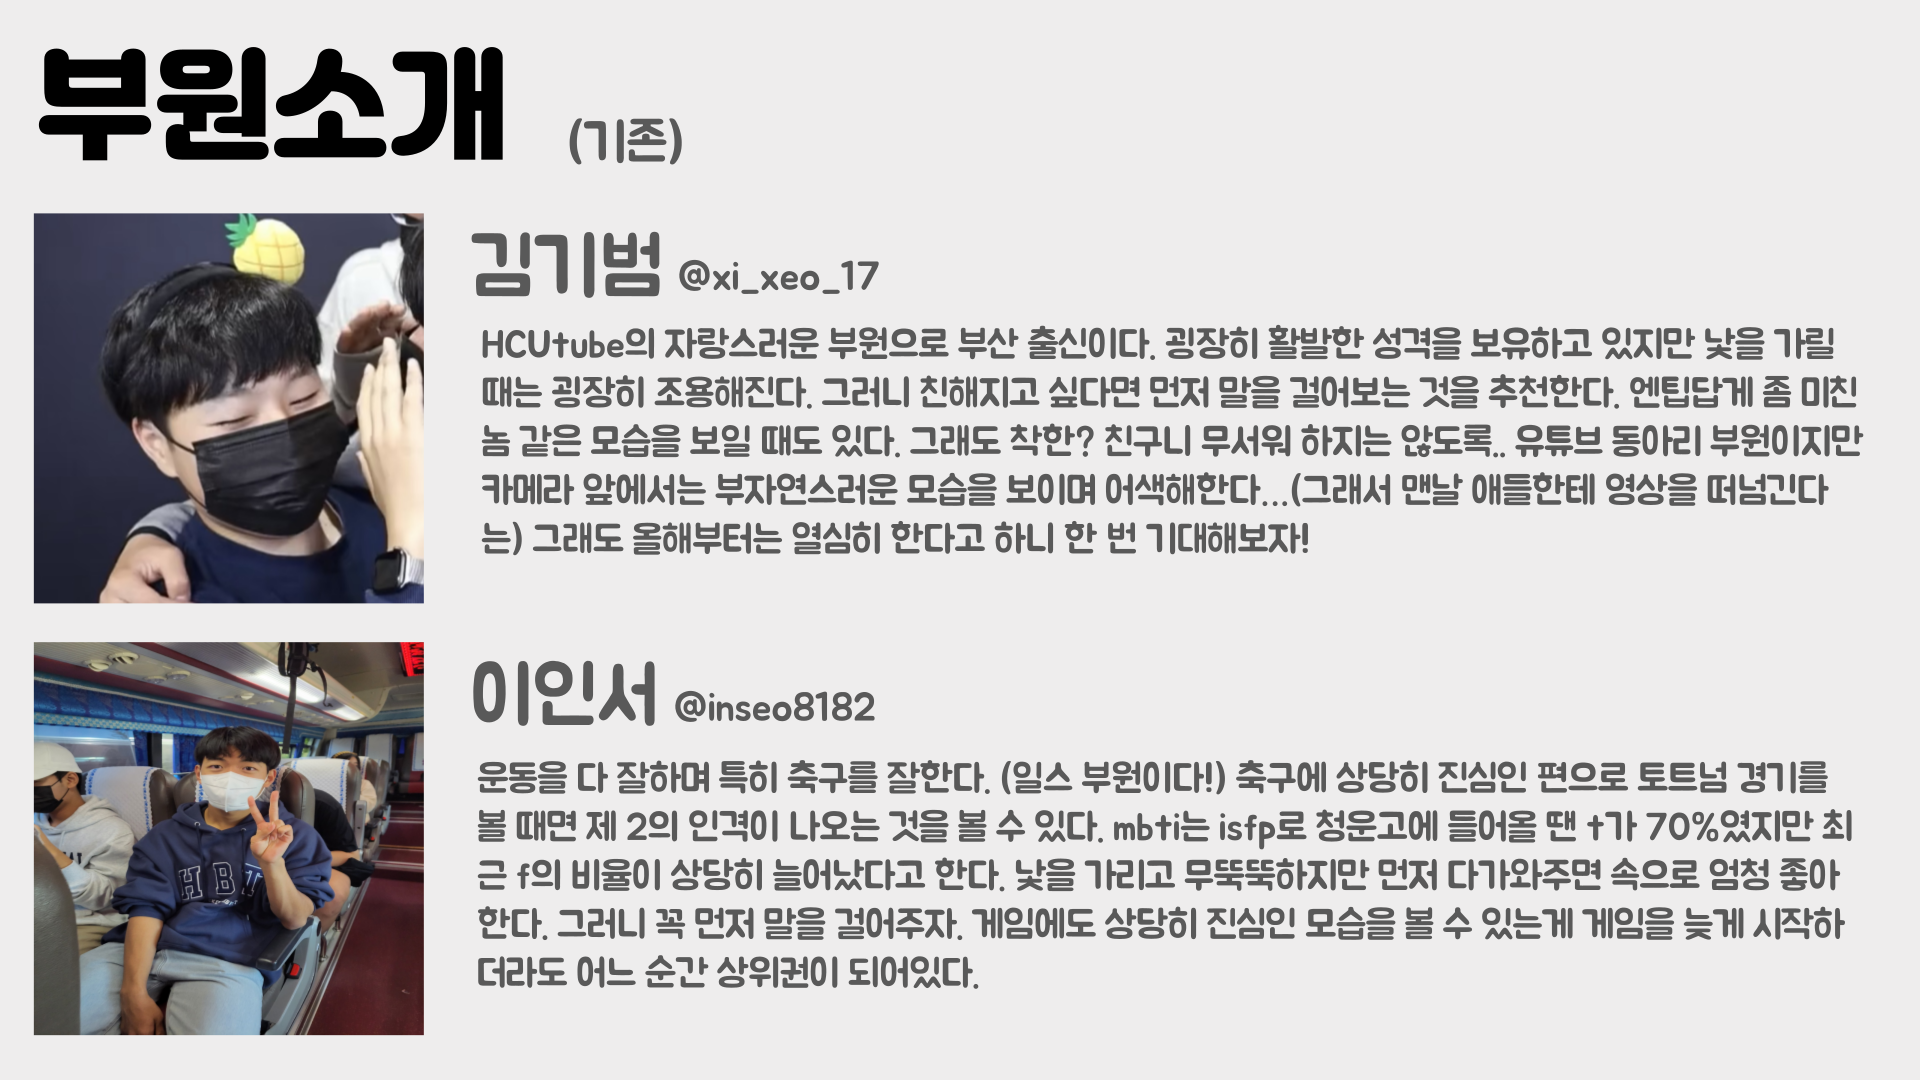 부원소개 (기존)
김기범 @xi_xeo_17
HCUtube의 자랑스러운 부원으로 부산 출신이다. 굉장히 활발한 성격을 보유하고 있지만 낯을 가릴
때는 굉장히 조용해진다. 그러니 친해지고 싶다면 먼저 말을 걸어보는 것을 추천한다. 엔팁답게 좀 미친
놈 같은 모습을 보일 때도 있다. 그래도 착한? 친구니 무서워 하지는 않도록.. 유튜브 동아리 부원이지만
카메라 앞에서는 부자연스러운 모습을 보이며 어색해한다...(그래서 맨날 애들한테 영상을 떠넘긴다
는) 그래도 올해부터는 열심히 한다고 하니 한 번 기대해보자!
이인서 @inseo8182
운동을 다 잘하며 특히 축구를 잘한다. (일스 부원이다!) 축구에 상당히 진심인 편으로 토트넘 경기를
볼 때면 제 2의 인격이 나오는 것을 볼 수 있다. mbti는 isfp로 청운고에 들어올 땐 t가 70%였지만 최
근 f의 비율이 상당히 늘어났다고 한다. 낯을 가리고 무뚝뚝하지만 먼저 다가와주면 속으로 엄청 좋아
한다. 그러니 꼭 먼저 말을 걸어주자. 게임에도 상당히 진심인 모습을 볼 수 있는게 게임을 늦게 시작하
더라도 어느 순간 상위권이 되어있다.